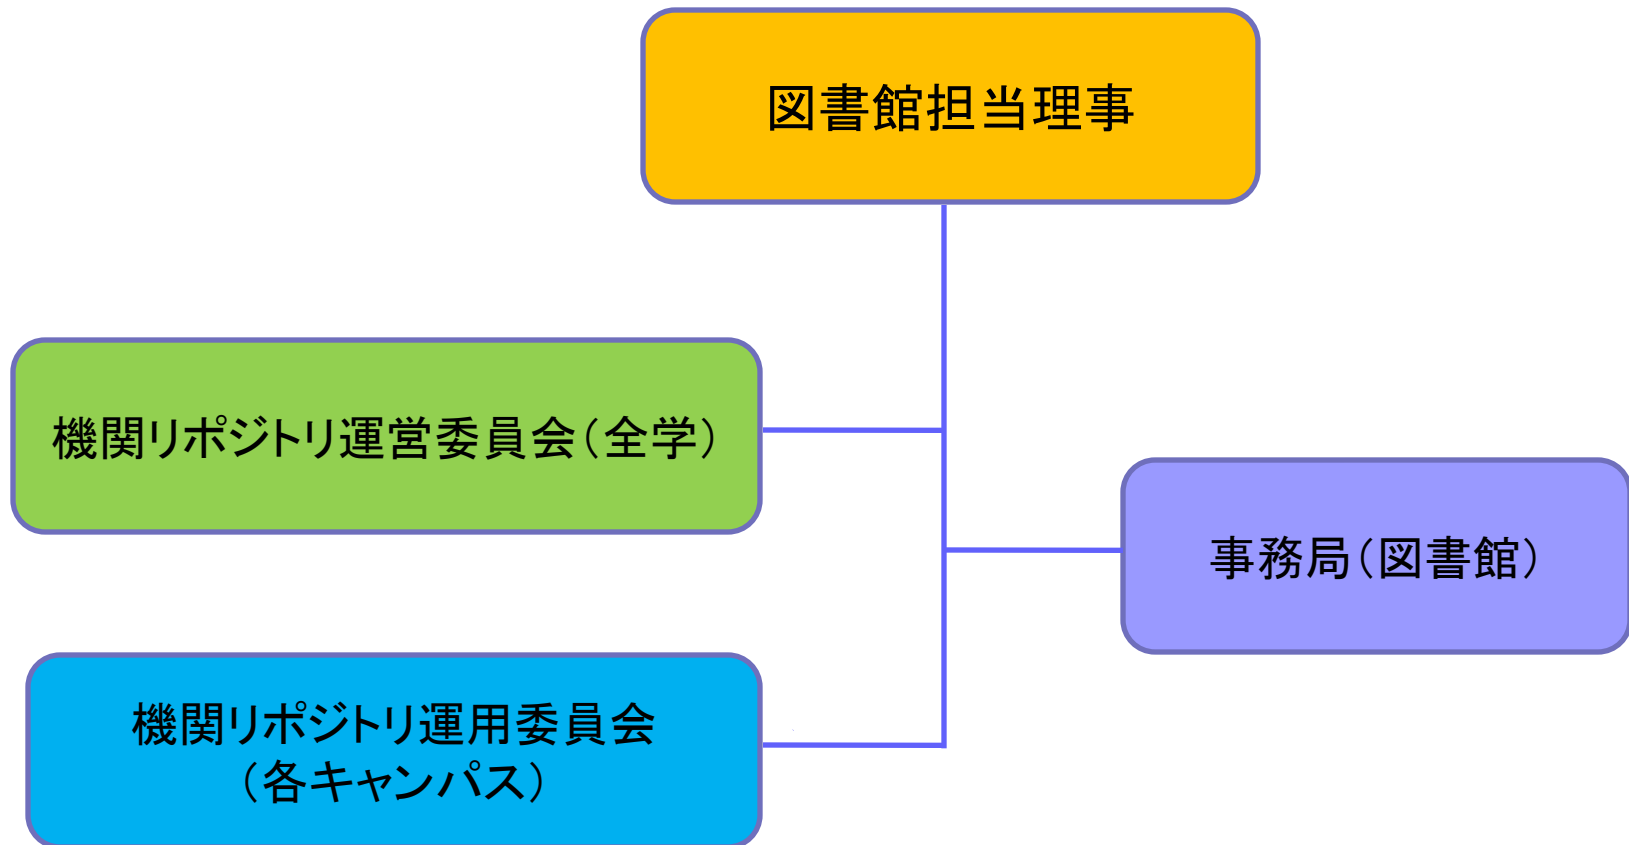 図書館担当理事
機関リポジトリ運営委員会（全学）
事務局（図書館）
機関リポジトリ運用委員会
（各キャンパス）